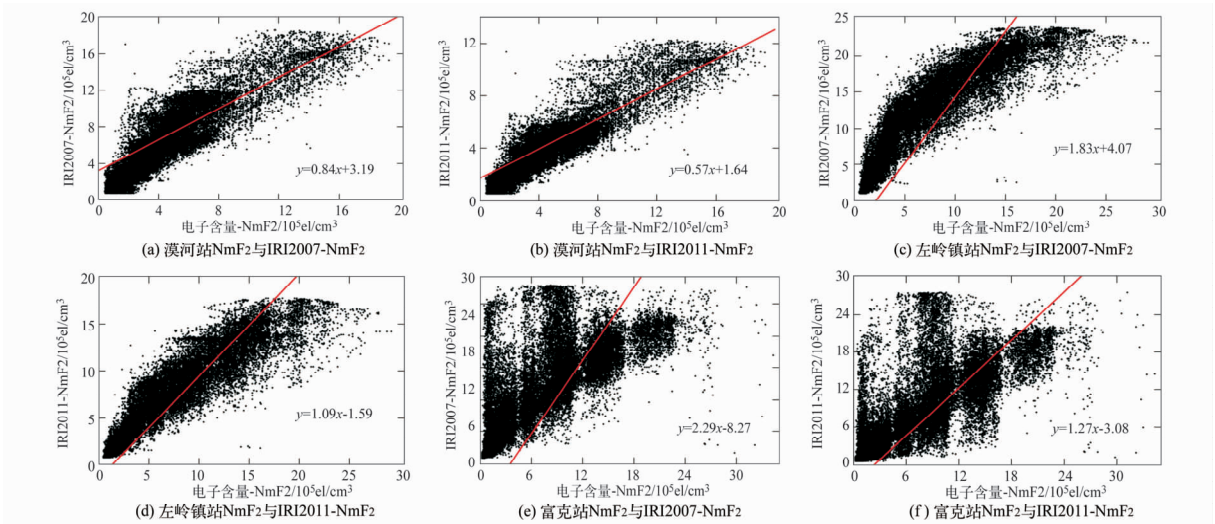 20
16
12
8
4
0
IRI2007-NmF2/10⁵el/cm³
y=0.84x+3.19
0 4 8 12 16 20
电子含量-NmF2/10⁵el/cm³
(a) 漠河站NmF₂与IRI2007-NmF₂
12
9
6
3
0
IRI2011-NmF2/10⁵el/cm³
y=0.57x+1.64
0 4 8 12 16 20
电子含量-NmF2/10⁵el/cm³
(b) 漠河站NmF₂与IRI2011-NmF₂
25
20
15
10
5
0
IRI2007-NmF2/10⁵el/cm³
y=1.83x+4.07
0 5 10 15 20 25 30
电子含量-NmF2/10⁵el/cm³
(c) 左岭镇站NmF₂与IRI2007-NmF₂
20
15
10
5
0
IRI2011-NmF2/10⁵el/cm³
y=1.09x-1.59
0 5 10 15 20 25 30
电子含量-NmF2/10⁵el/cm³
(d) 左岭镇站NmF₂与IRI2011-NmF₂
30
24
18
12
6
0
IRI2007-NmF2/10⁵el/cm³
y=2.29x-8.27
0 6 12 18 24 30
电子含量-NmF2/10⁵el/cm³
(e) 富克站NmF₂与IRI2007-NmF₂
30
24
18
12
6
0
IRI2011-NmF2/10⁵el/cm³
y=1.27x-3.08
0 6 12 18 24 30
电子含量-NmF2/10⁵el/cm³
(f) 富克站NmF₂与IRI2011-NmF₂